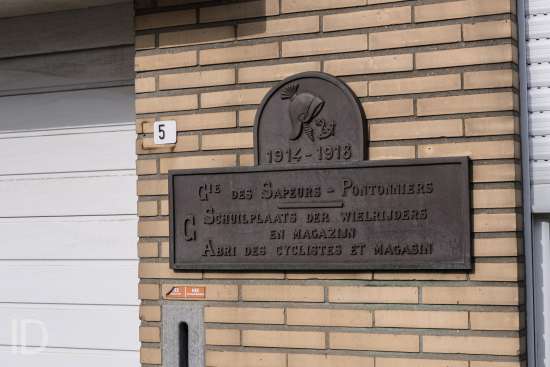 5
1914-1918
Gie des Sapeurs - Pontonniers
G Schuilplaats der wielrijders
en magazijn
Abri des cyclistes et magasin
ID